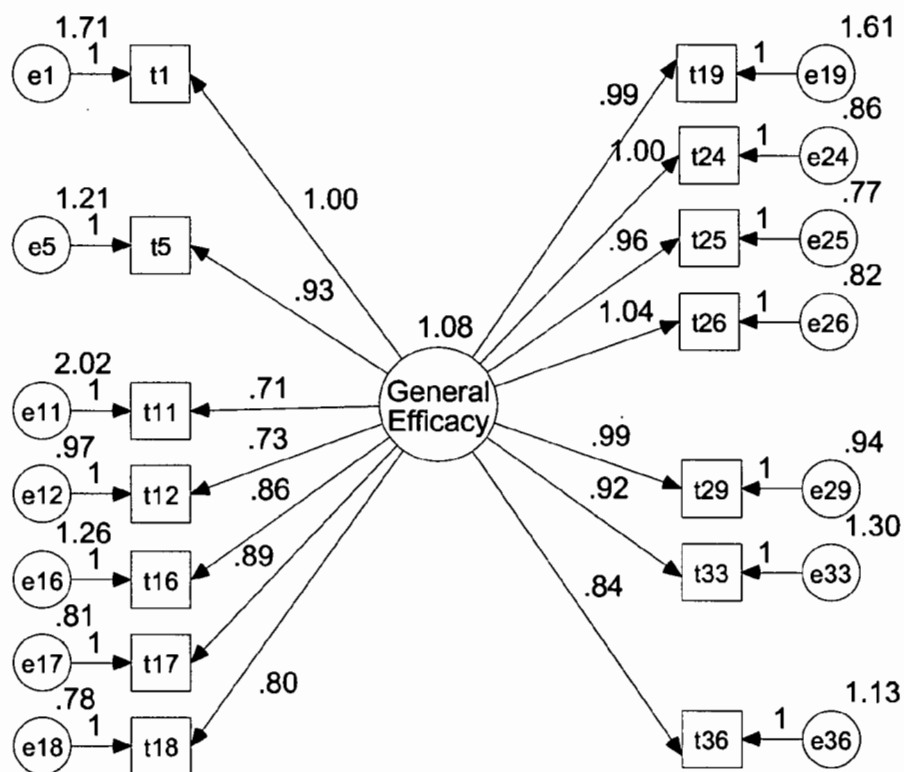 1.71
e1 1 t1
1.21
e5 1 t5
2.02
e11 1 t11
.97
e12 1 t12
1.26
e16 1 t16
.81
e17 1 t17
.78
e18 1 t18
1.00
.93
.71
.73
.86
.89
.80
1.08
General
Efficacy
.99
1.00
.96
1.04
.99
.92
.84
1.61
t19 1 e19
.86
t24 1 e24
.77
t25 1 e25
.82
t26 1 e26
.94
t29 1 e29
1.30
t33 1 e33
1.13
t36 1 e36